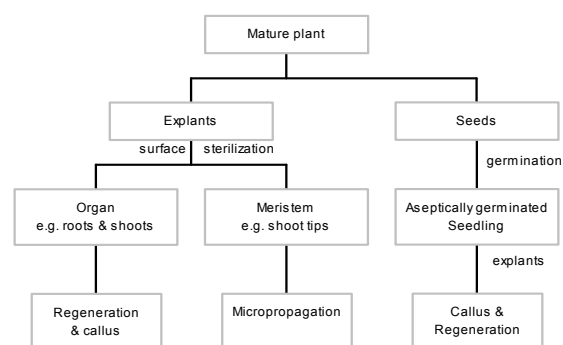 Mature plant
Explants
Seeds
surface sterilization
germination
Organ
e.g. roots & shoots
Meristem
e.g. shoot tips
Aseptically germinated
Seedling
explants
Regeneration
& callus
Micropropagation
Callus &
Regeneration